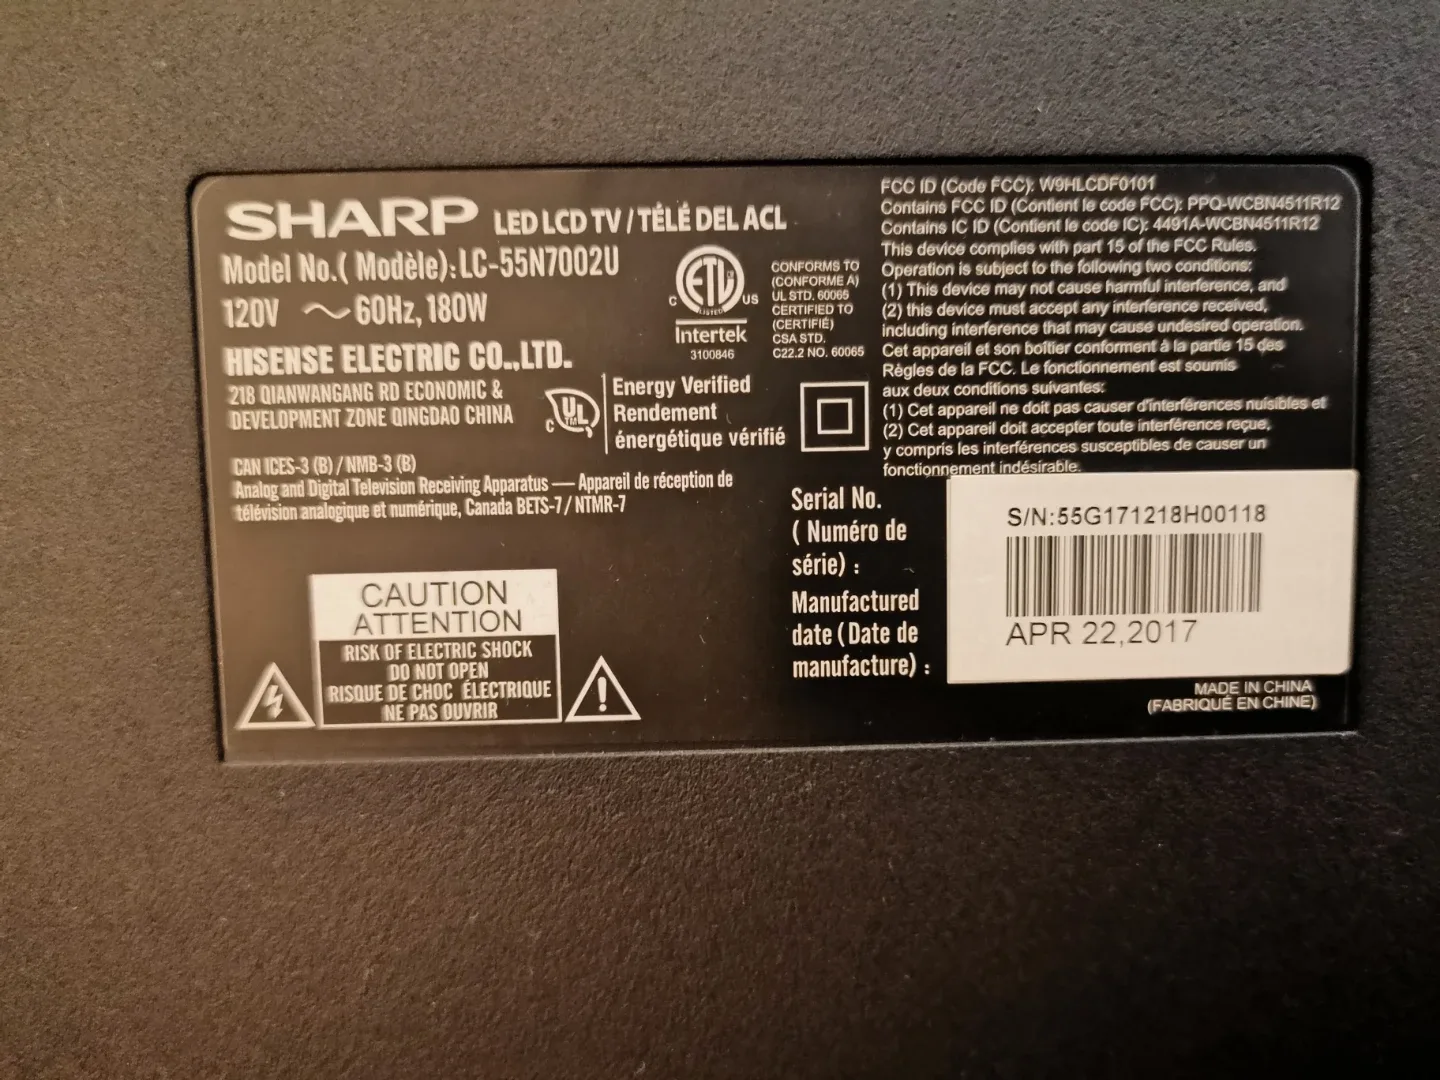 SHARP LED LCD TV / TÉLÉ DEL ACL
Model No.( Modèle):LC-55N7002U
120V ～ 60Hz, 180W
HISENSE ELECTRIC CO.,LTD.
218 QIANWANGANG RD ECONOMIC &
DEVELOPMENT ZONE QINGDAO CHINA
CAN ICES-3 (B) / NMB-3 (B)
Analog and Digital Television Receiving Apparatus — Appareil de réception de
télévision analogique et numérique, Canada BETS-7 / NTMR-7
ETL
LISTED
C US
Intertek
3100846
CONFORMS TO
(CONFORME A)
UL STD. 60065
CERTIFIED TO
(CERTIFIÉ)
CSA STD.
C22.2 NO. 60065
C UL TM
Energy Verified
Rendement
énergétique vérifié
FCC ID (Code FCC): W9HLCDF0101
Contains FCC ID (Contient le code FCC): PPQ-WCBN4511R12
Contains IC ID (Contient le code IC): 4491A-WCBN4511R12
This device complies with part 15 of the FCC Rules.
Operation is subject to the following two conditions:
(1) This device may not cause harmful interference, and
(2) this device must accept any interference received,
including interference that may cause undesired operation.
Cet appareil et son boîtier conforment à la partie 15 des
Règles de la FCC. Le fonctionnement est soumis
aux deux conditions suivantes:
(1) Cet appareil ne doit pas causer d'interférences nuisibles et
(2) Cet appareil doit accepter toute interférence reçue,
y compris les interférences susceptibles de causer un
fonctionnement indésirable.
Serial No.
( Numéro de
série) :
S/N:55G171218H00118
Manufactured
date ( Date de
manufacture) :
APR 22,2017
MADE IN CHINA
(FABRIQUÉ EN CHINE)
CAUTION
ATTENTION
RISK OF ELECTRIC SHOCK
DO NOT OPEN
RISQUE DE CHOC ÉLECTRIQUE
NE PAS OUVRIR
!